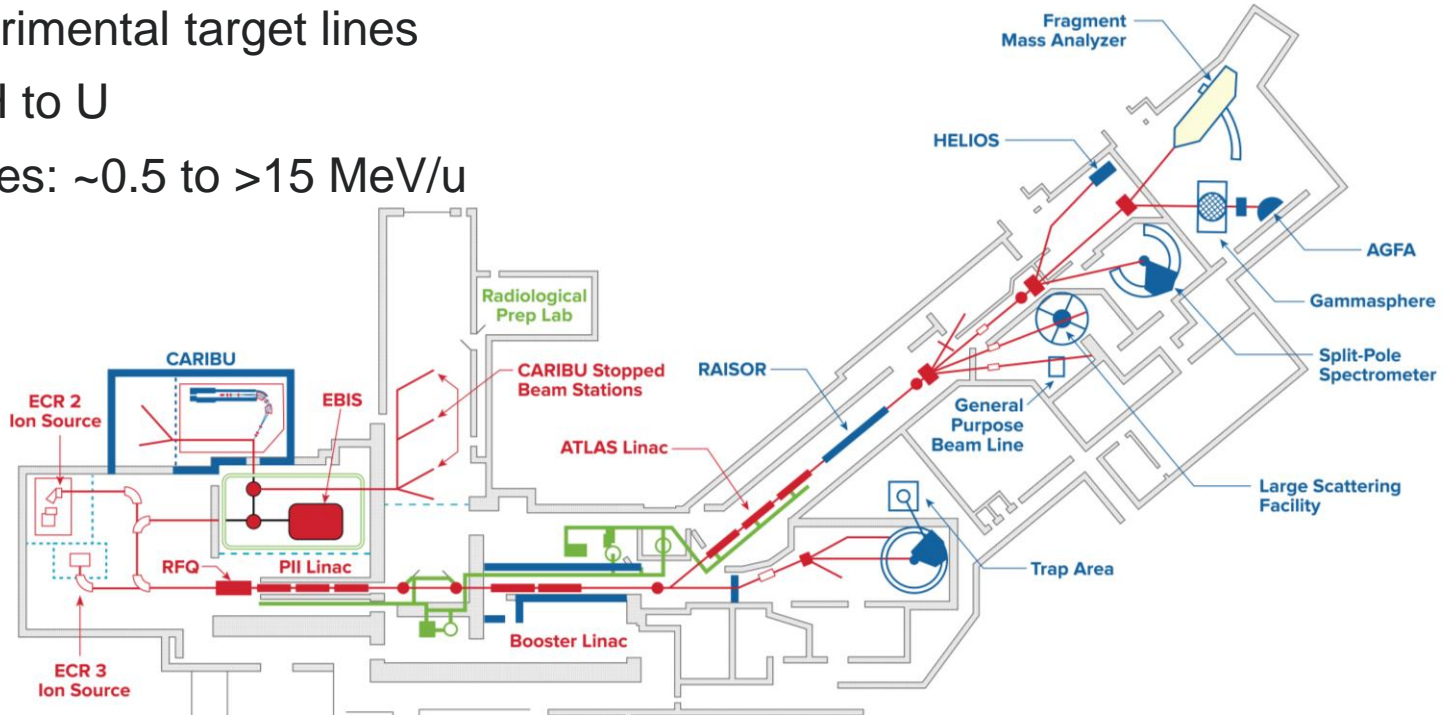 rimental target lines
to U
es: ~0.5 to >15 MeV/u
Fragment
Mass Analyzer
HELIOS
AGFA
Gammasphere
Split-Pole
Spectrometer
Radiological
Prep Lab
CARIBU
CARIBU Stopped
Beam Stations
RAISOR
ECR 2
Ion Source
EBIS
General
Purpose
Beam Line
ATLAS Linac
Large Scattering
Facility
RFQ
PII Linac
Trap Area
Booster Linac
ECR 3
Ion Source